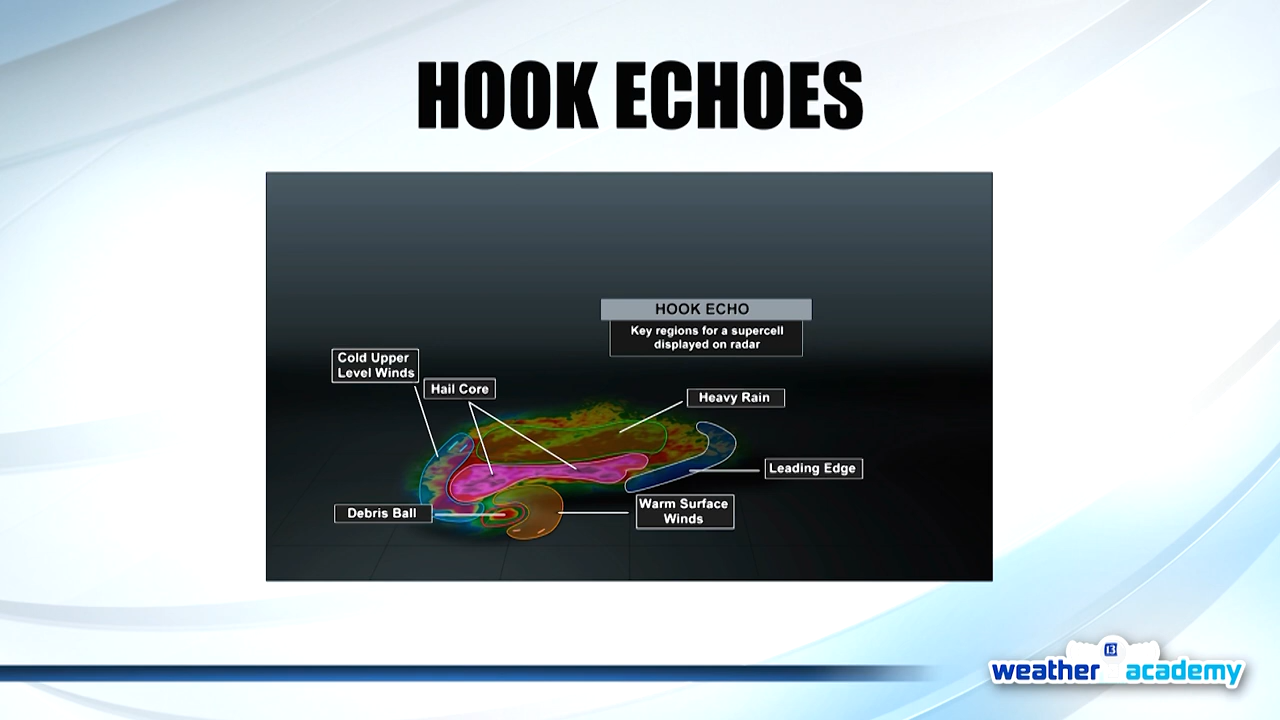 HOOK ECHOES
HOOK ECHO
Key regions for a supercell
displayed on radar
Cold Upper
Level Winds
Hail Core
Heavy Rain
Leading Edge
Debris Ball
Warm Surface
Winds
13
weather academy